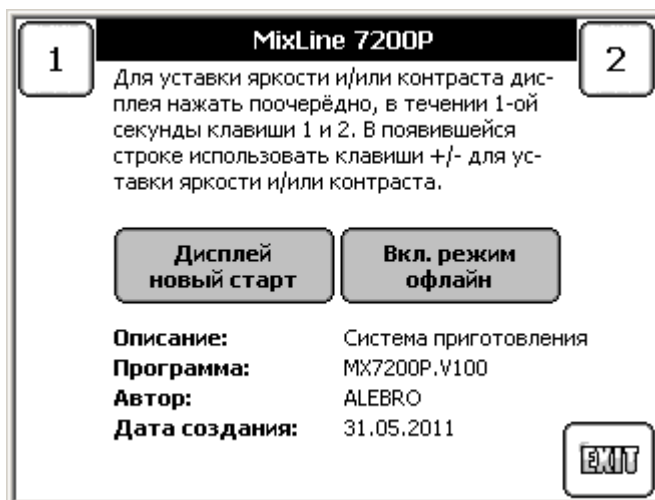 1
MixLine 7200P
2
Для уставки яркости и/или контраста дис-
плея нажать поочерёдно, в течении 1-ой
секунды клавиши 1 и 2. В появившейся
строке использовать клавиши +/- для ус-
тавки яркости и/или контраста.
Дисплей
новый старт
Вкл. режим
офлайн
Описание: Система приготовления
Программа: MX7200P.V100
Автор: ALEBRO
Дата создания: 31.05.2011
EXIT